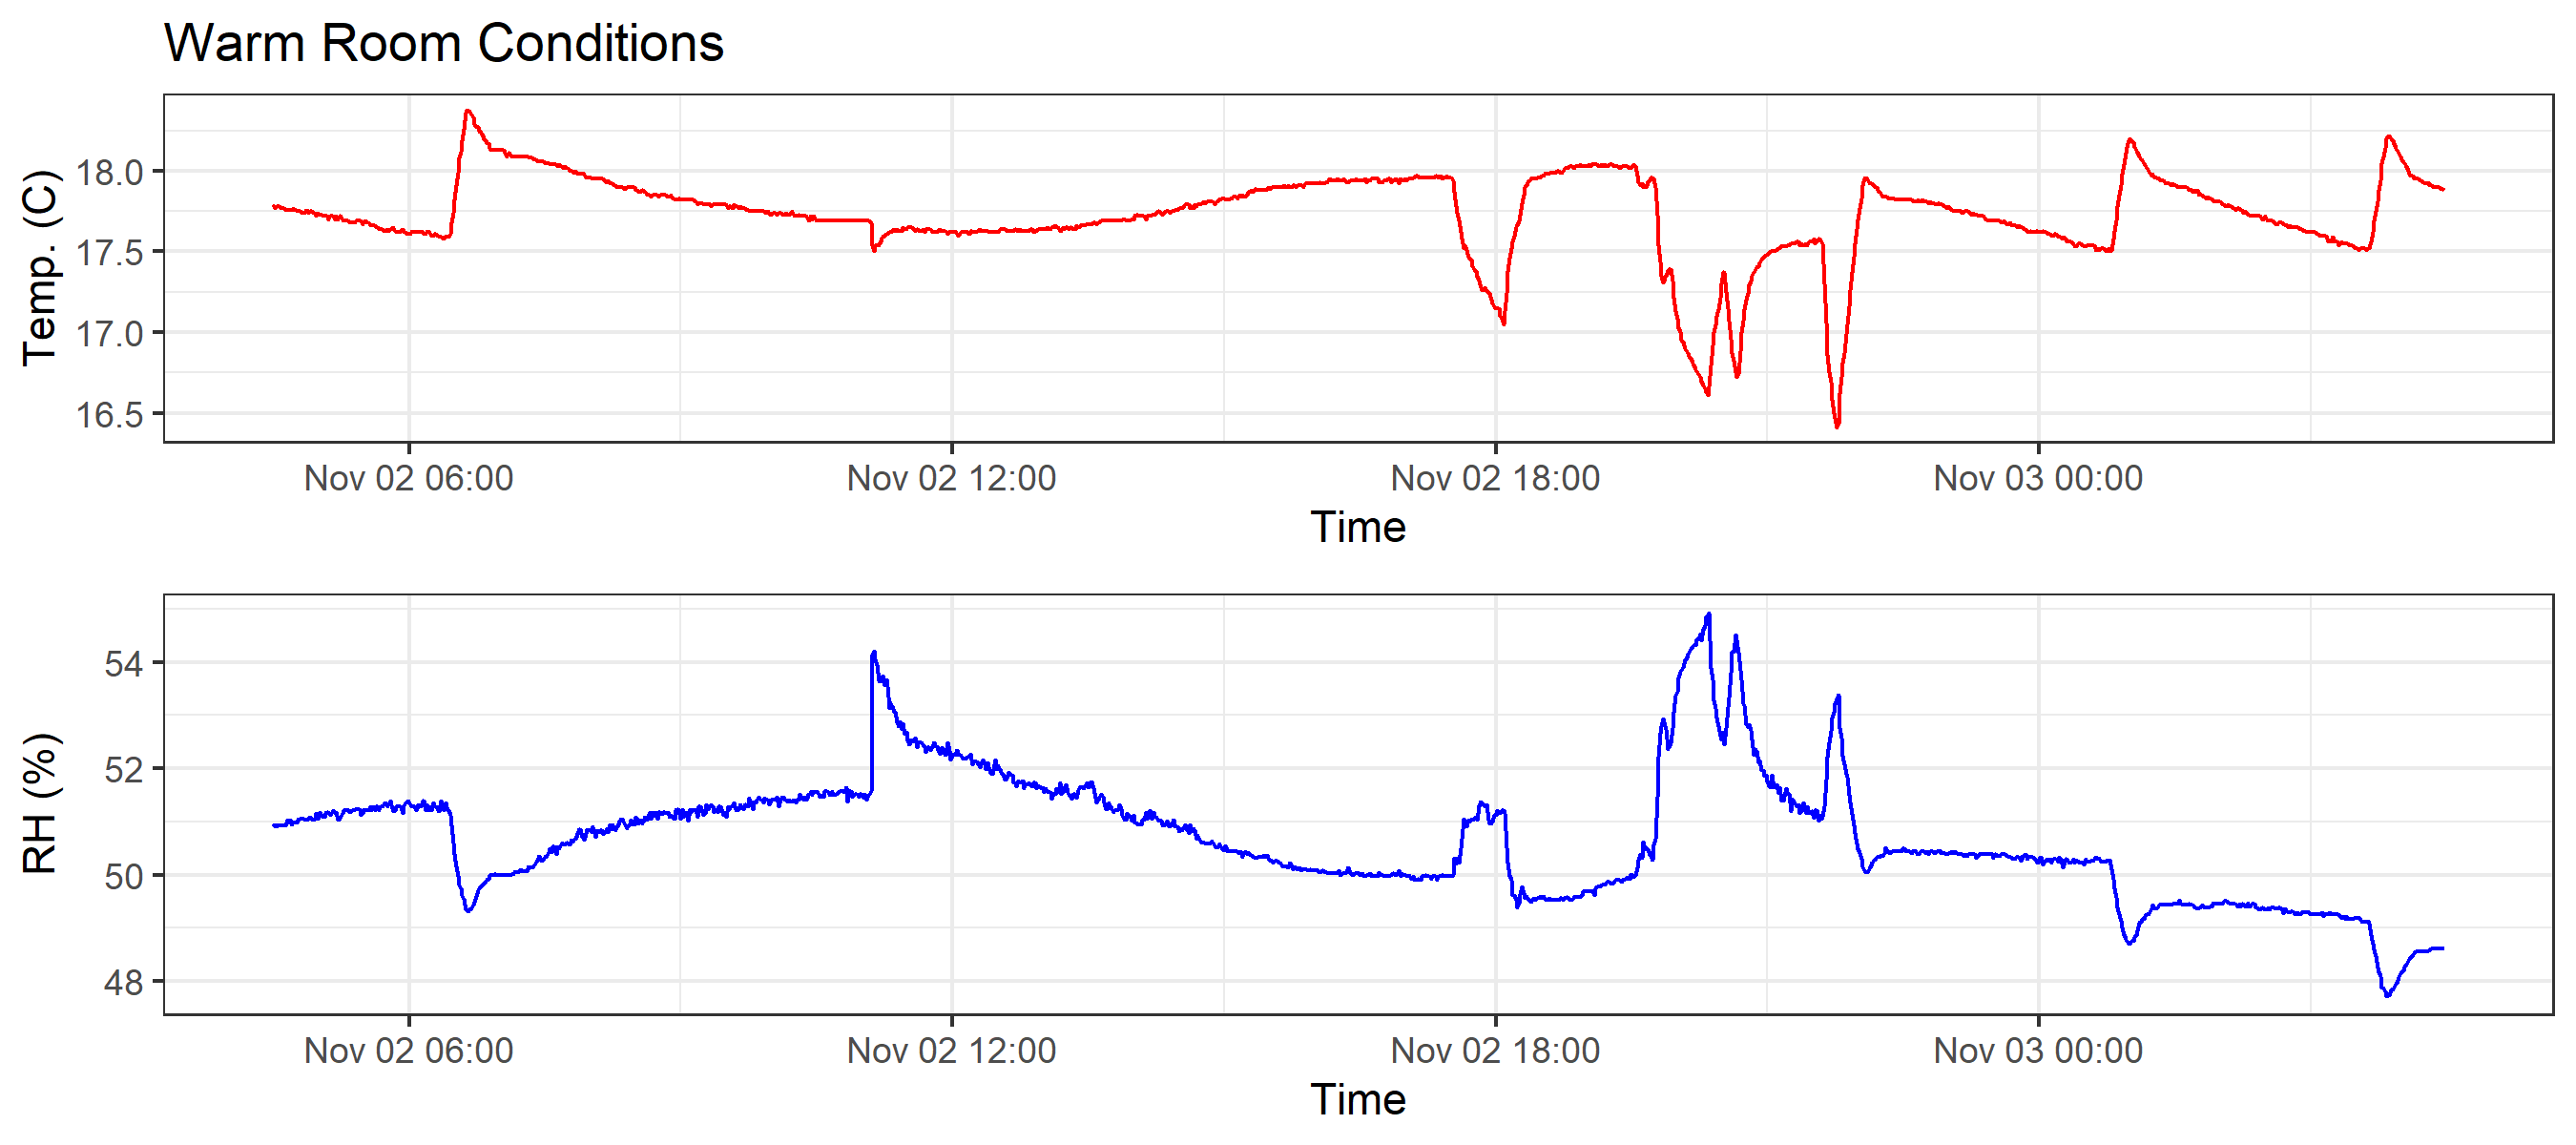 Warm Room Conditions
Temp. (C)
18.0
17.5
17.0
16.5
Nov 02 06:00 Nov 02 12:00 Nov 02 18:00 Nov 03 00:00
Time
RH (%)
54
52
50
48
Nov 02 06:00 Nov 02 12:00 Nov 02 18:00 Nov 03 00:00
Time